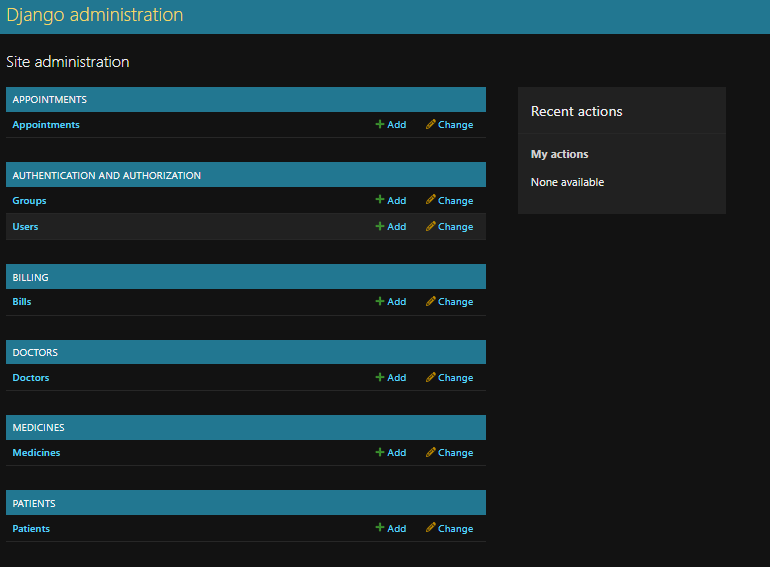 Django administration
Site administration
APPOINTMENTS
Appointments Add Change
AUTHENTICATION AND AUTHORIZATION
Groups Add Change
Users Add Change
BILLING
Bills Add Change
DOCTORS
Doctors Add Change
MEDICINES
Medicines Add Change
PATIENTS
Patients Add Change
Recent actions
My actions
None available